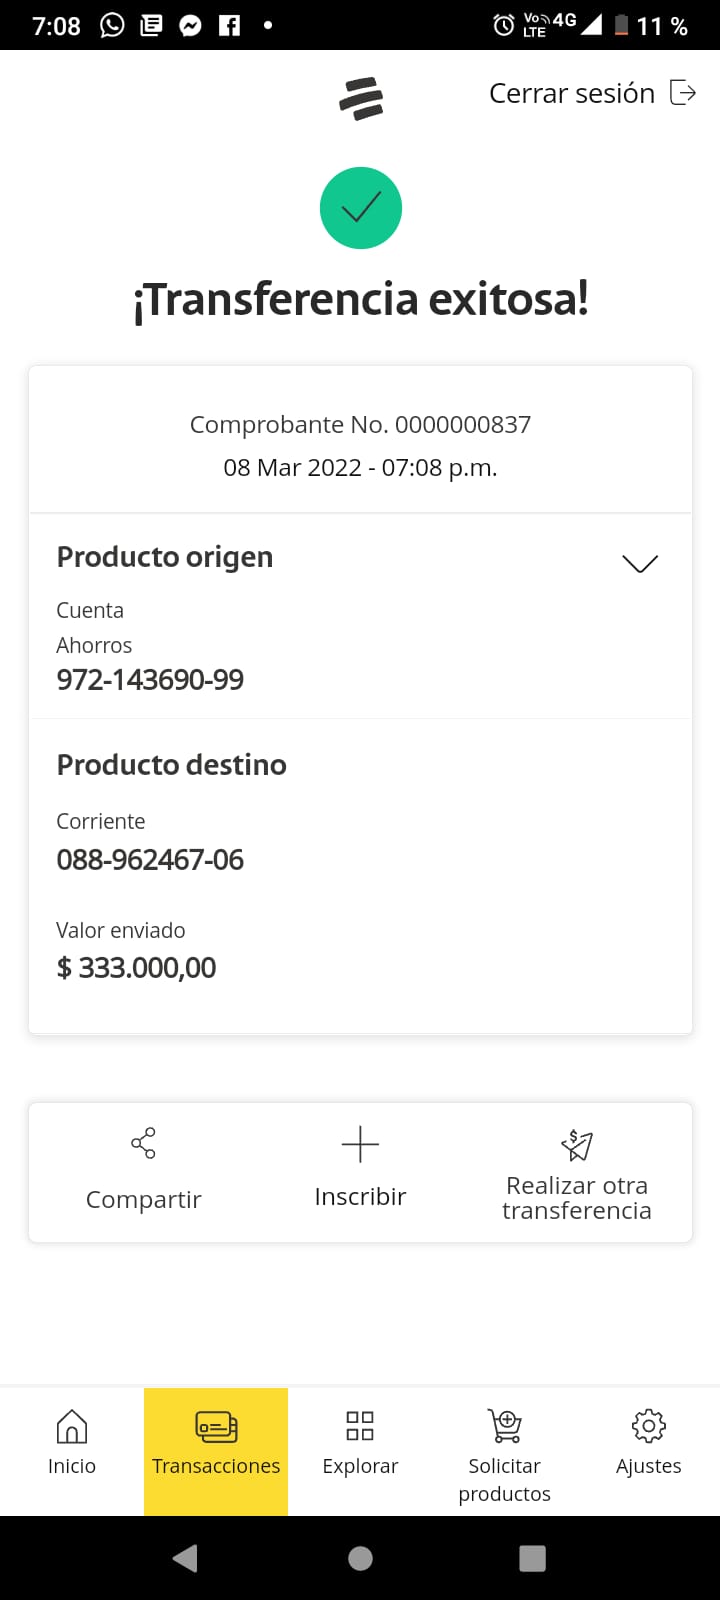 7:08
Vo 4G
LTE
11 %
Cerrar sesión
¡Transferencia exitosa!
Comprobante No. 0000000837
08 Mar 2022 - 07:08 p.m.
Producto origen
Cuenta
Ahorros
972-143690-99
Producto destino
Corriente
088-962467-06
Valor enviado
$ 333.000,00
Compartir
Inscribir
Realizar otra
transferencia
Inicio
Transacciones
Explorar
Solicitar
productos
Ajustes